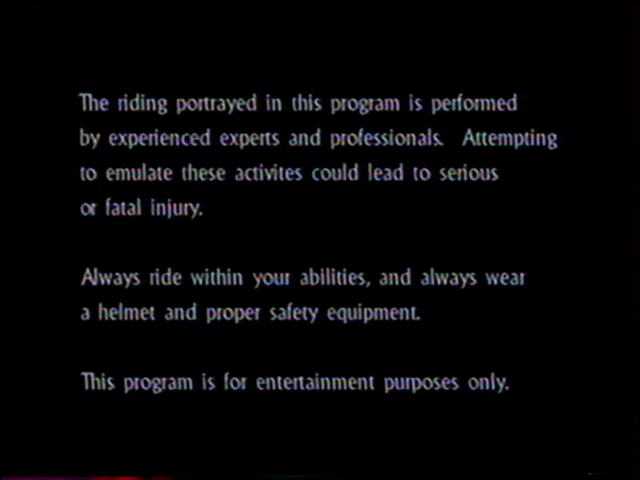 The riding portrayed in this program is performed
by experienced experts and professionals. Attempting
to emulate these activites could lead to serious
or fatal injury.
Always ride within your abilities, and always wear
a helmet and proper safety equipment.
This program is for entertainment purposes only.